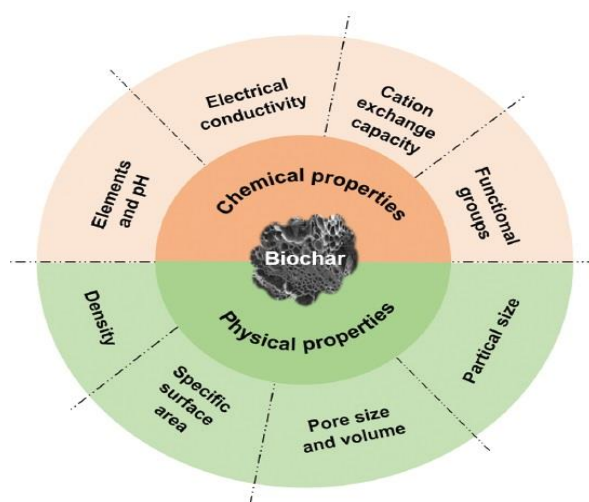 Electrical
conductivity
Cation
exchange
capacity
Elements
and pH
Functional
groups
Chemical properties
Biochar
Physical properties
Density
Specific
surface
area
Pore size
and volume
Partical size